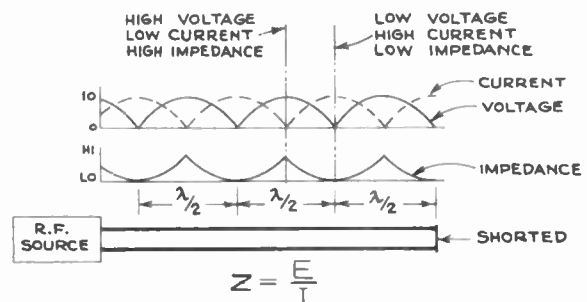 HIGH VOLTAGE
LOW CURRENT
HIGH IMPEDANCE
LOW VOLTAGE
HIGH CURRENT
LOW IMPEDANCE
CURRENT
VOLTAGE
10
0
HI
LO
IMPEDANCE
λ/2
λ/2
λ/2
R.F.
SOURCE
SHORTED
Z = E/I